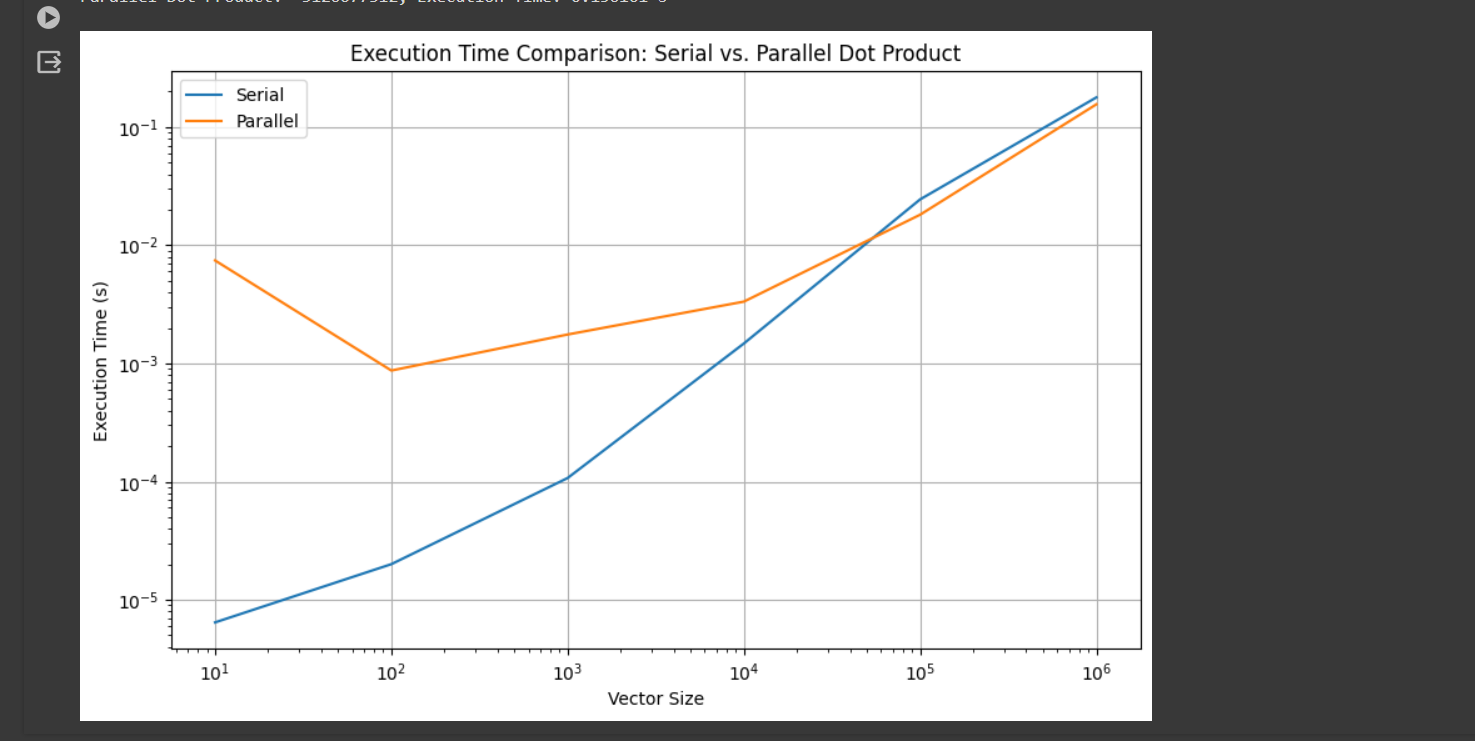 Execution Time Comparison: Serial vs. Parallel Dot Product
Serial
Parallel
10⁻¹
10⁻²
10⁻³
10⁻⁴
10⁻⁵
Execution Time (s)
10¹ 10² 10³ 10⁴ 10⁵ 10⁶
Vector Size